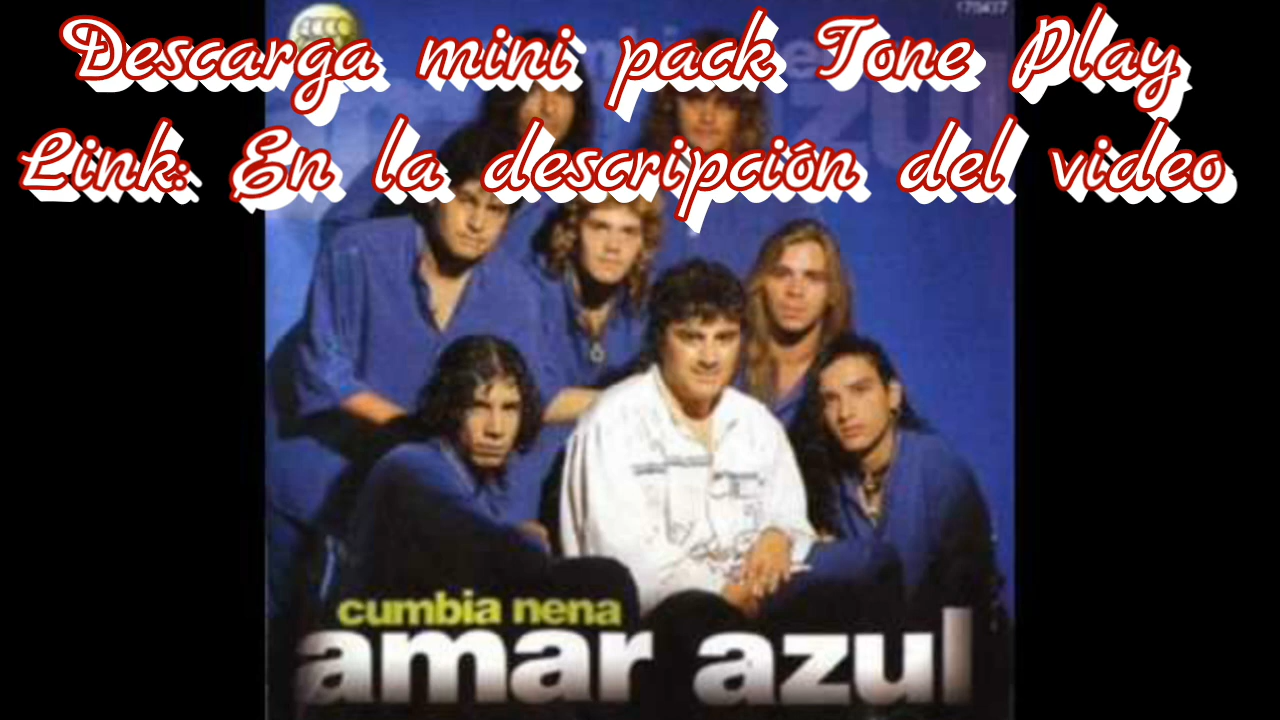 Descarga mini pack Tone Play
Link: En la descripción del video
cumbia nena
amar azul